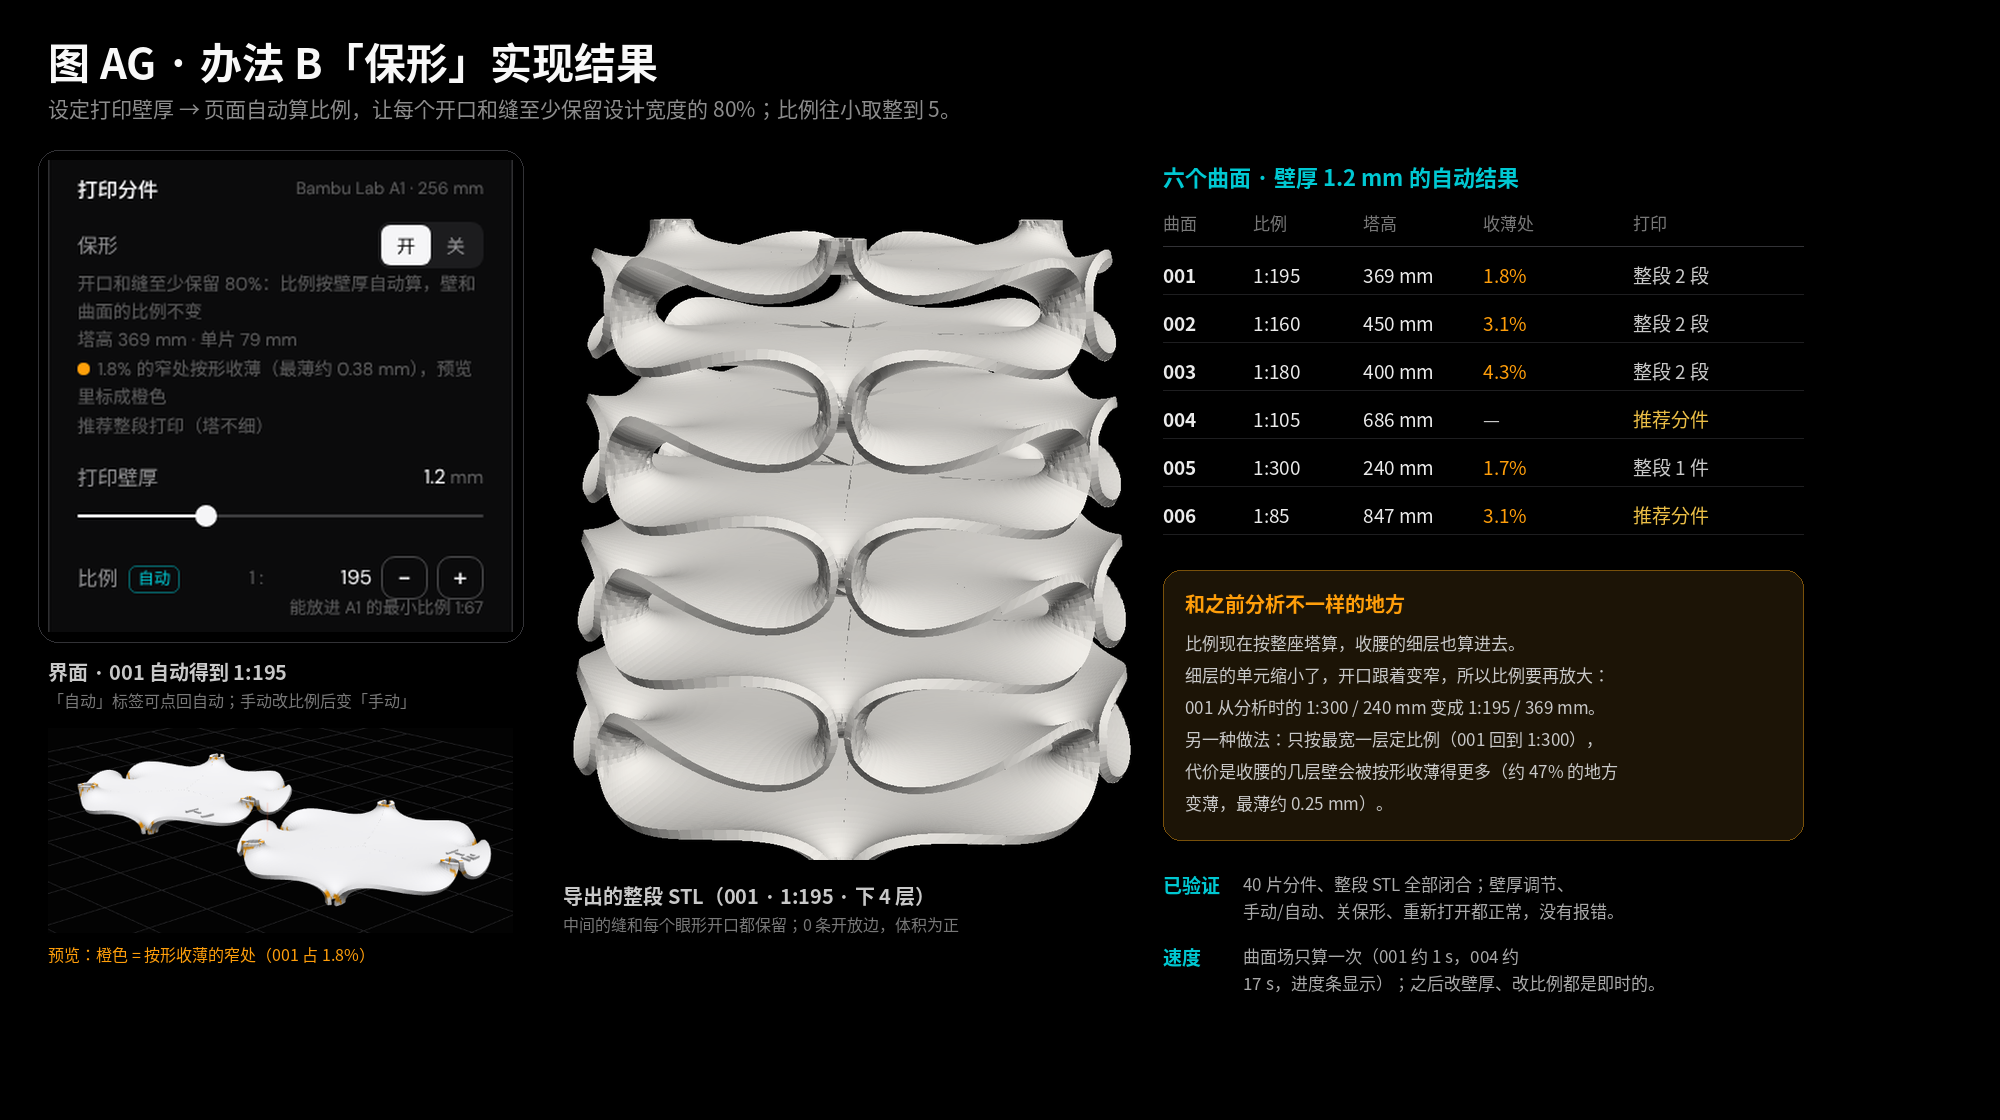 图 AG · 办法 B「保形」实现结果
设定打印壁厚 → 页面自动算比例，让每个开口和缝至少保留设计宽度的 80%；比例往小取整到 5。
打印分件
Bambu Lab A1 · 256 mm
保形
开 关
开口和缝至少保留 80%：比例按壁厚自动算，壁和
曲面的比例不变
塔高 369 mm · 单片 79 mm
1.8% 的窄处按形收薄（最薄约 0.38 mm），预览
里标成橙色
推荐整段打印（塔不细）
打印壁厚
1.2 mm
比例 自动 1 : 195 − +
能放进 A1 的最小比例 1:67
界面 · 001 自动得到 1:195
「自动」标签可点回自动；手动改比例后变「手动」
预览：橙色 = 按形收薄的窄处（001 占 1.8%）
导出的整段 STL（001 · 1:195 · 下 4 层）
中间的缝和每个眼形开口都保留；0 条开放边，体积为正
六个曲面 · 壁厚 1.2 mm 的自动结果
曲面 比例 塔高 收薄处 打印
001 1:195 369 mm 1.8% 整段 2 段
002 1:160 450 mm 3.1% 整段 2 段
003 1:180 400 mm 4.3% 整段 2 段
004 1:105 686 mm — 推荐分件
005 1:300 240 mm 1.7% 整段 1 件
006 1:85 847 mm 3.1% 推荐分件
和之前分析不一样的地方
比例现在按整座塔算，收腰的细层也算进去。
细层的单元缩小了，开口跟着变窄，所以比例要再放大：
001 从分析时的 1:300 / 240 mm 变成 1:195 / 369 mm。
另一种做法：只按最宽一层定比例（001 回到 1:300），
代价是收腰的几层壁会被按形收薄得更多（约 47% 的地方
变薄，最薄约 0.25 mm）。
已验证
40 片分件、整段 STL 全部闭合；壁厚调节、
手动/自动、关保形、重新打开都正常，没有报错。
速度
曲面场只算一次（001 约 1 s，004 约
17 s，进度条显示）；之后改壁厚、改比例都是即时的。